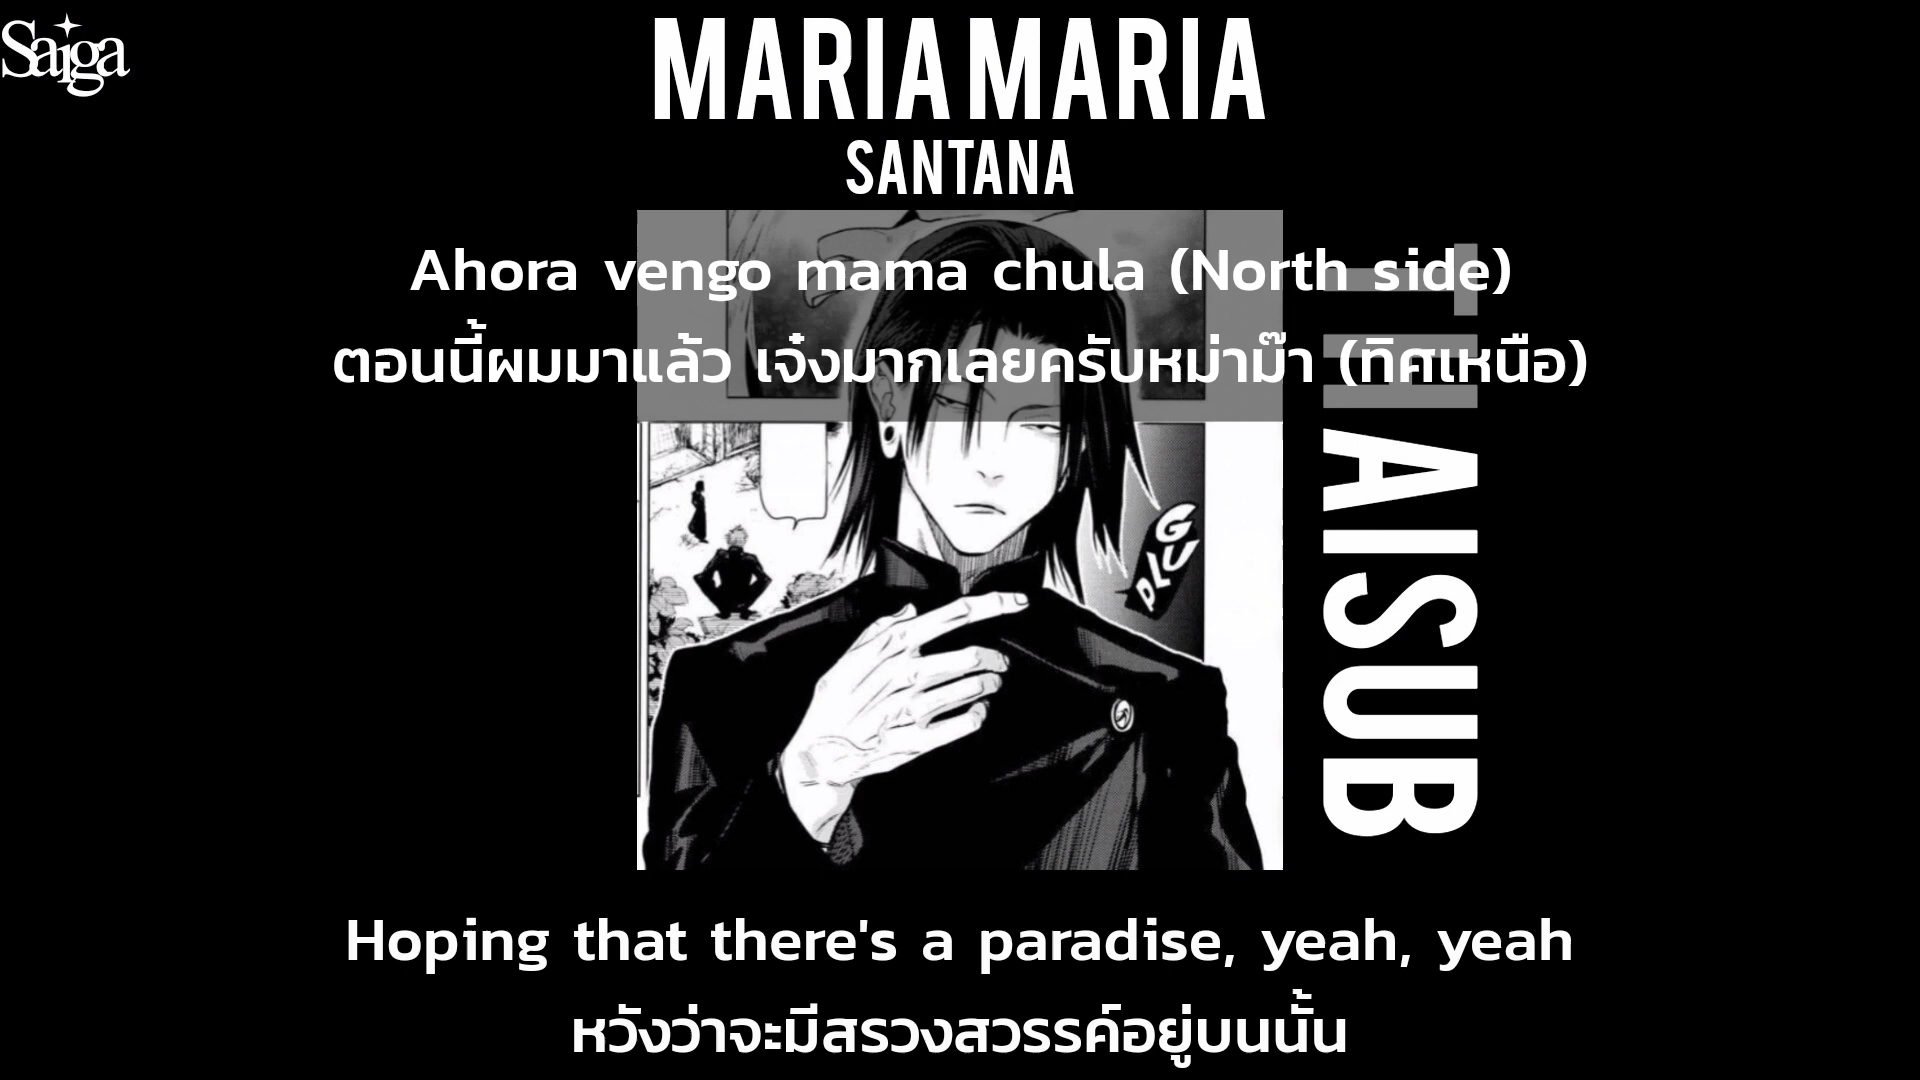 Saiga
MARIA MARIA
SANTANA
Ahora vengo mama chula (North side)
ตอนนี้ผมมาแล้ว เจ๋งมากเลยครับหม่าม๊า (ทิศเหนือ)
THAISUB
GU
PLU
Hoping that there's a paradise, yeah, yeah
หวังว่าจะมีสรวงสวรรค์อยู่บนนั้น